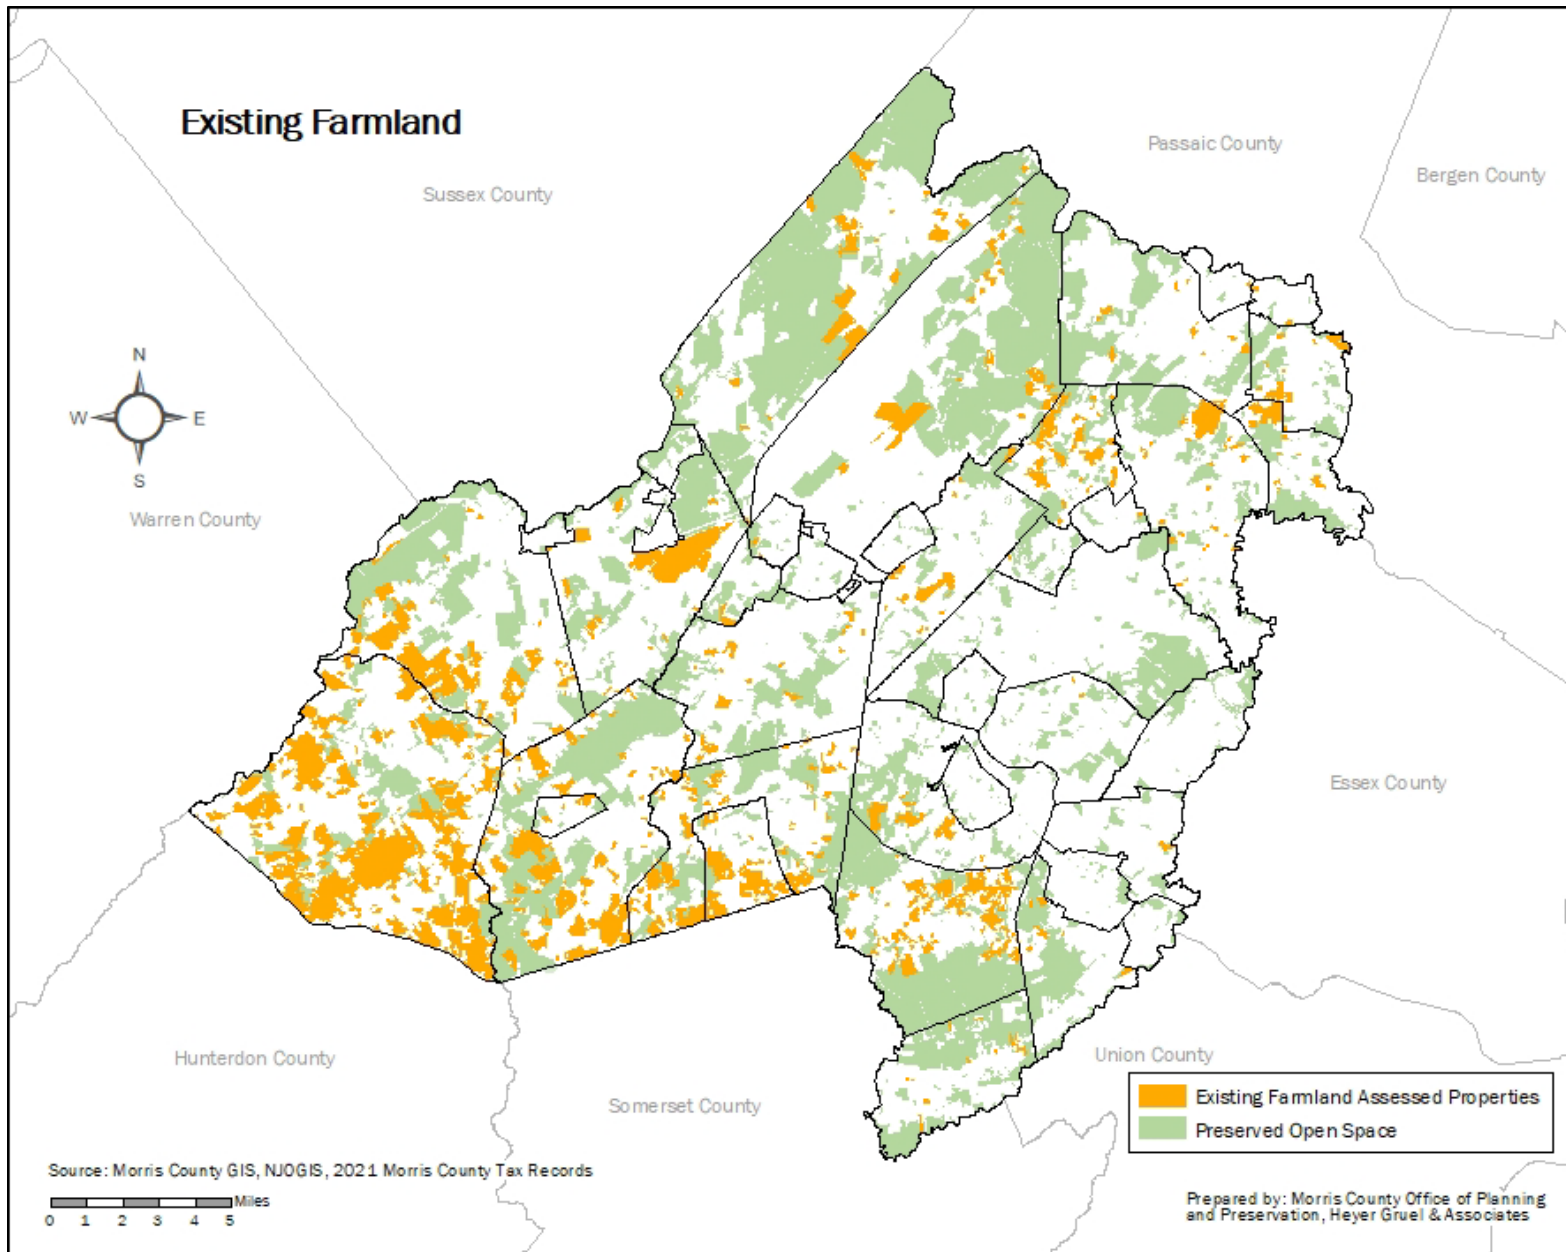 Existing Farmland
Passaic County
Bergen County
Sussex County
N
W
E
S
Warren County
Essex County
Hunterdon County
Union County
Somerset County
Existing Farmland Assessed Properties
Preserved Open Space
Source: Morris County GIS, NJOGIS, 2021 Morris County Tax Records
Miles
0 1 2 3 4 5
Prepared by: Morris County Office of Planning
and Preservation, Heyer Gruel & Associates